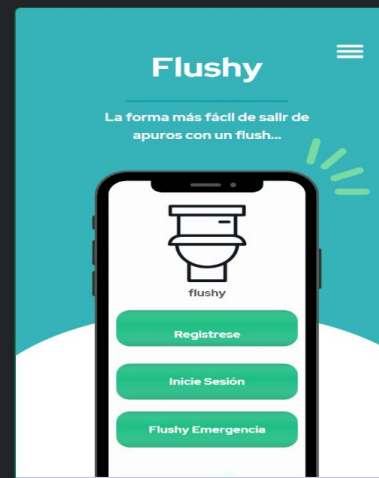 Flushy
La forma más fácil de salir de
apuros con un flush...
flushy
Registrese
Inicie Sesión
Flushy Emergencia